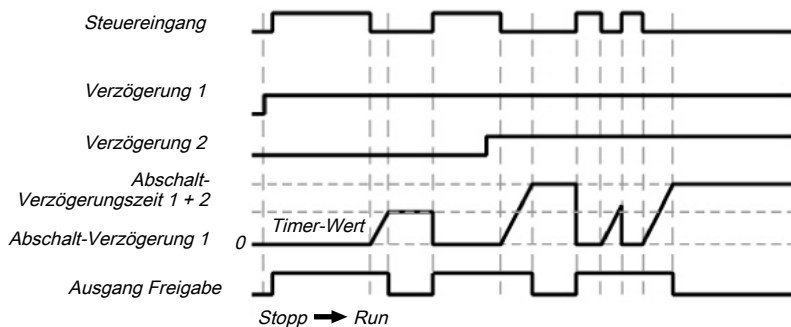 Steuereingang
Verzögerung 1
Verzögerung 2
Abschalt-
Verzögerungszeit 1 + 2
Timer-Wert
Abschalt-Verzögerung 1 0
Ausgang Freigabe
Stopp → Run